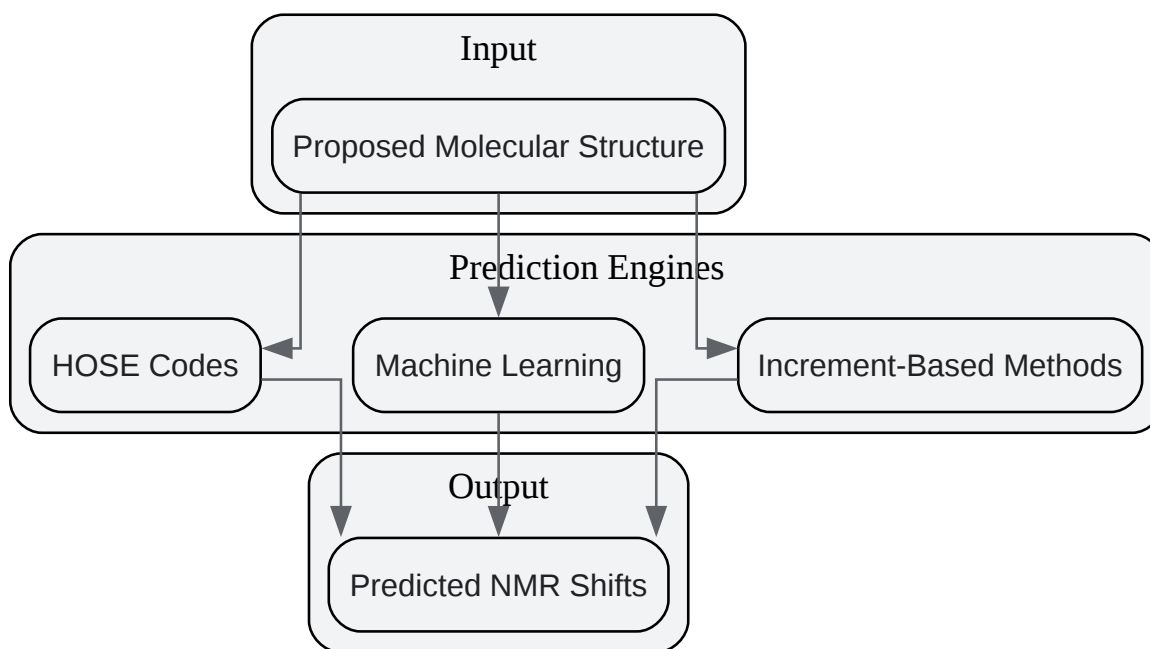 Input
Proposed Molecular Structure
Prediction Engines
HOSE Codes
Machine Learning
Increment-Based Methods
Output
Predicted NMR Shifts